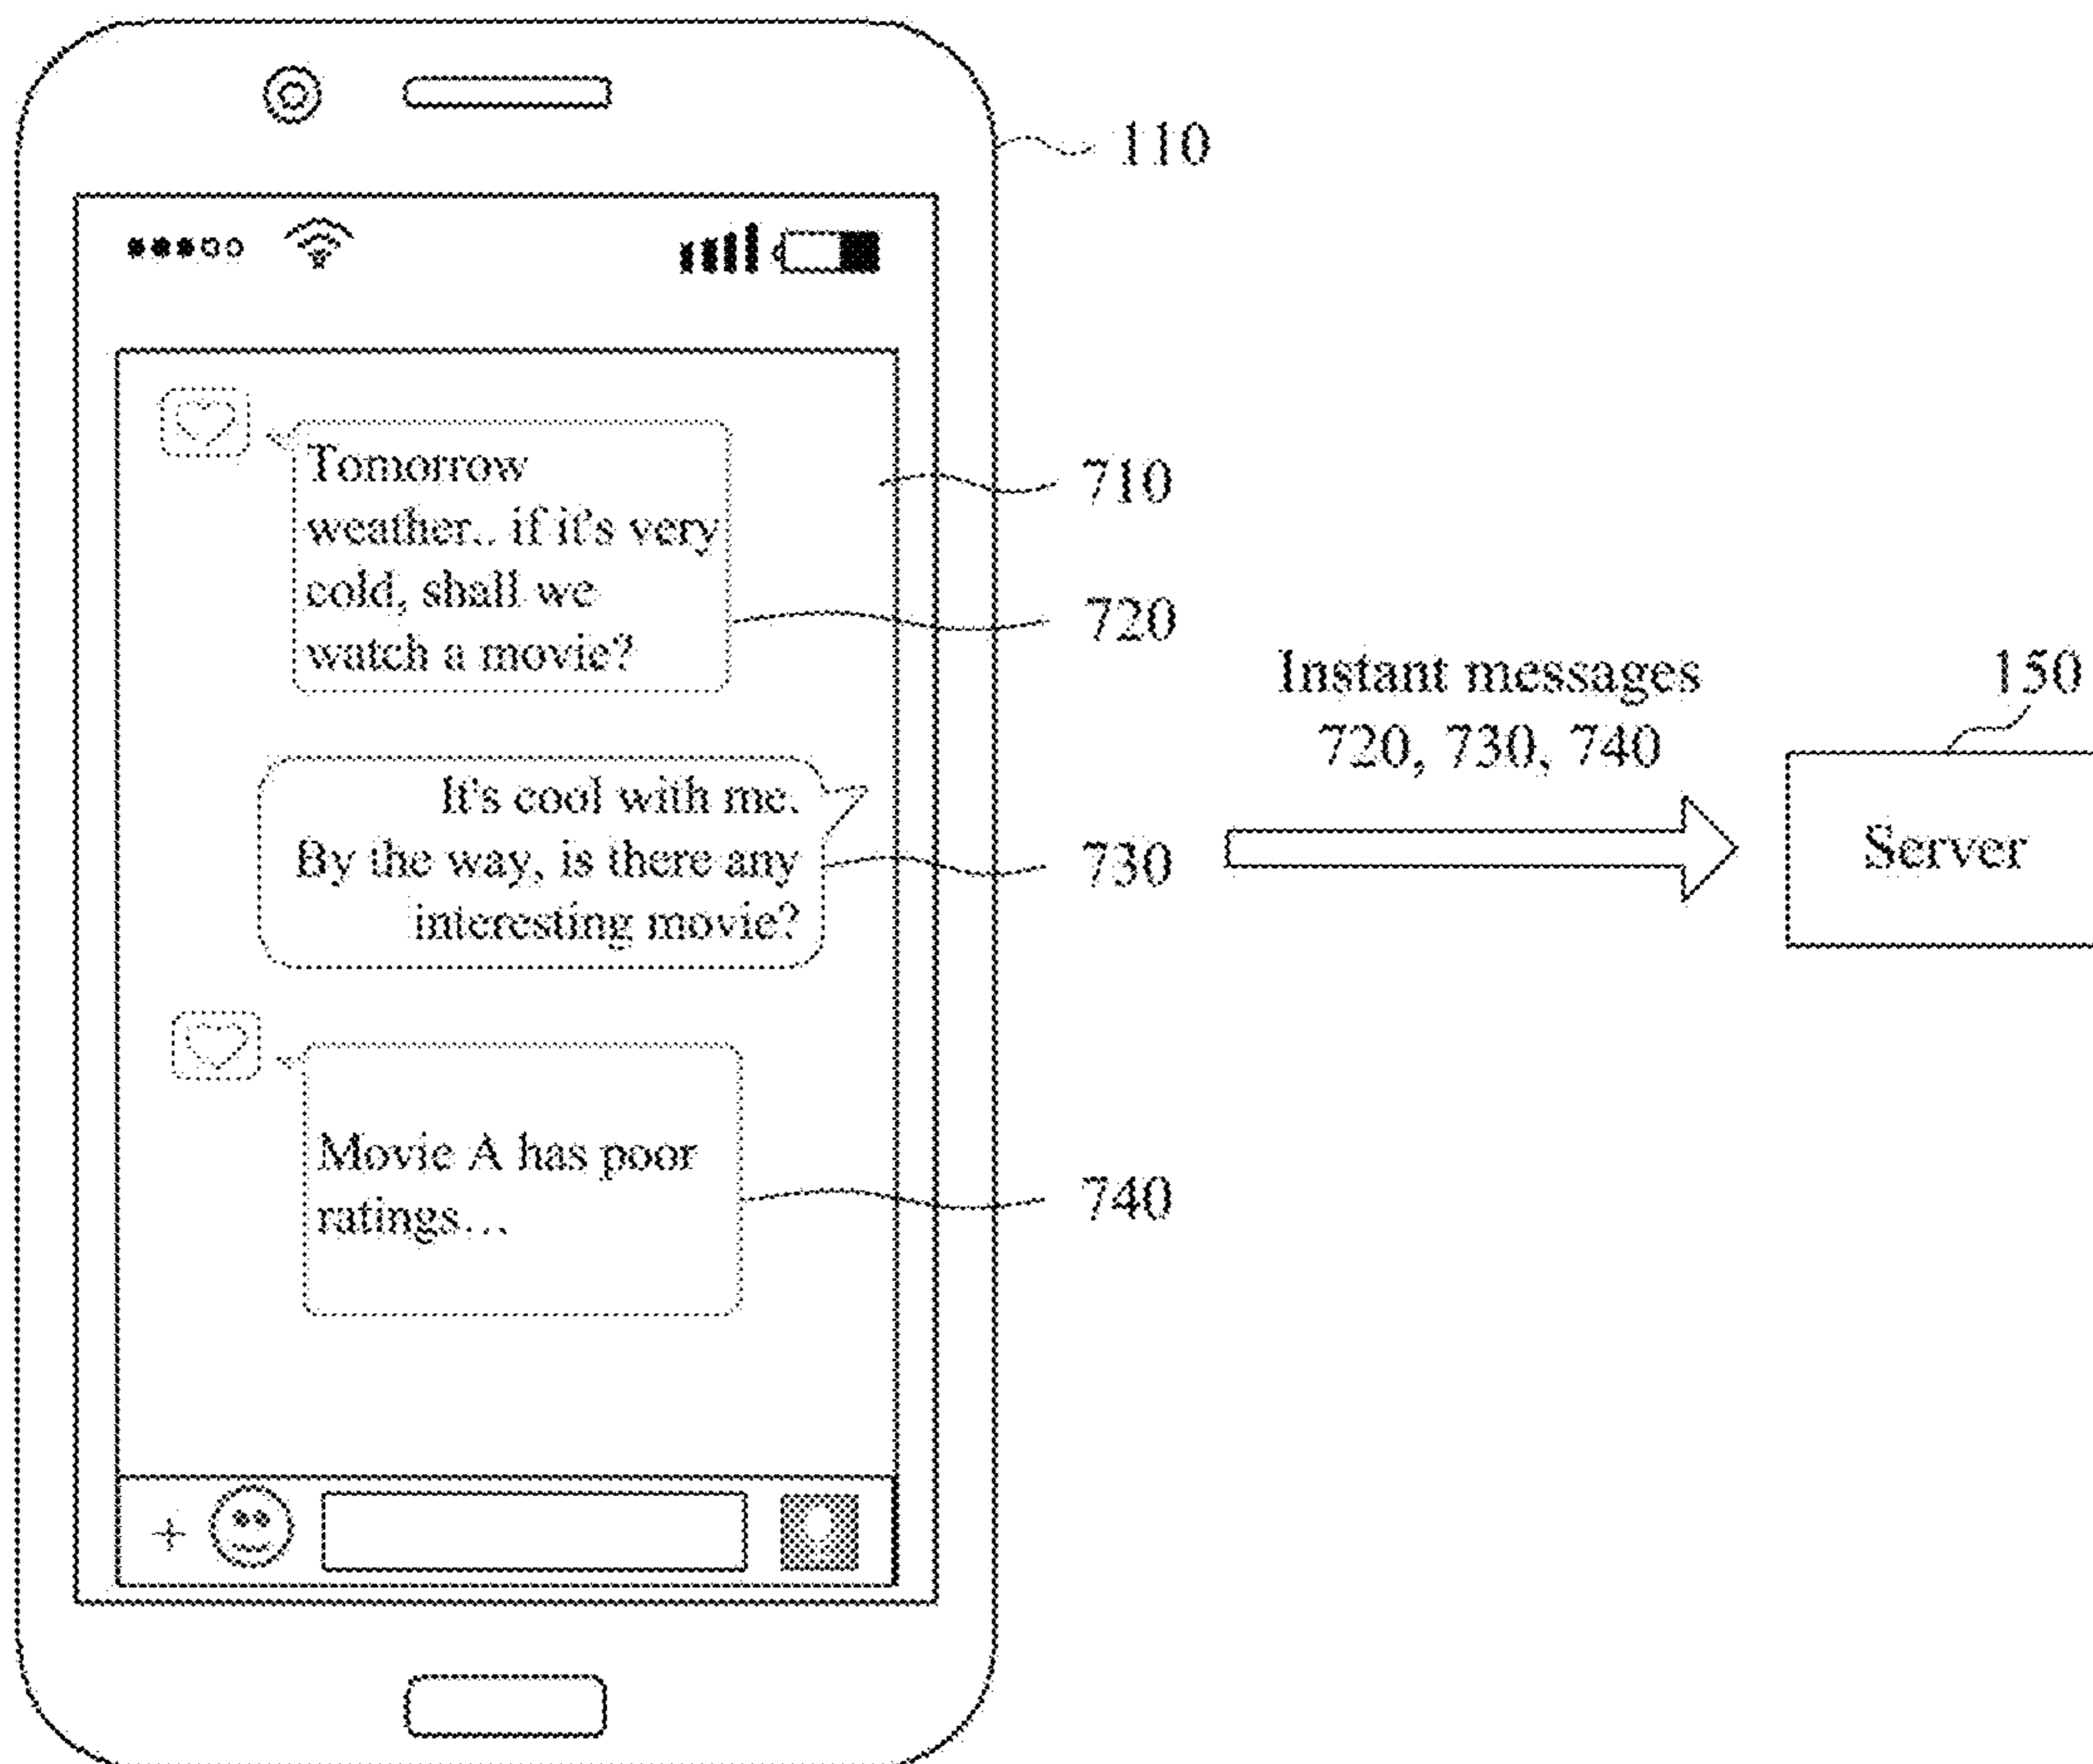 110
Tomorrow
weather.. if it's very
cold, shall we
watch a movie?
710
720
It's cool with me.
By the way, is there any
interesting movie?
730
Movie A has poor
ratings...
740
Instant messages
720, 730, 740
150
Server
+